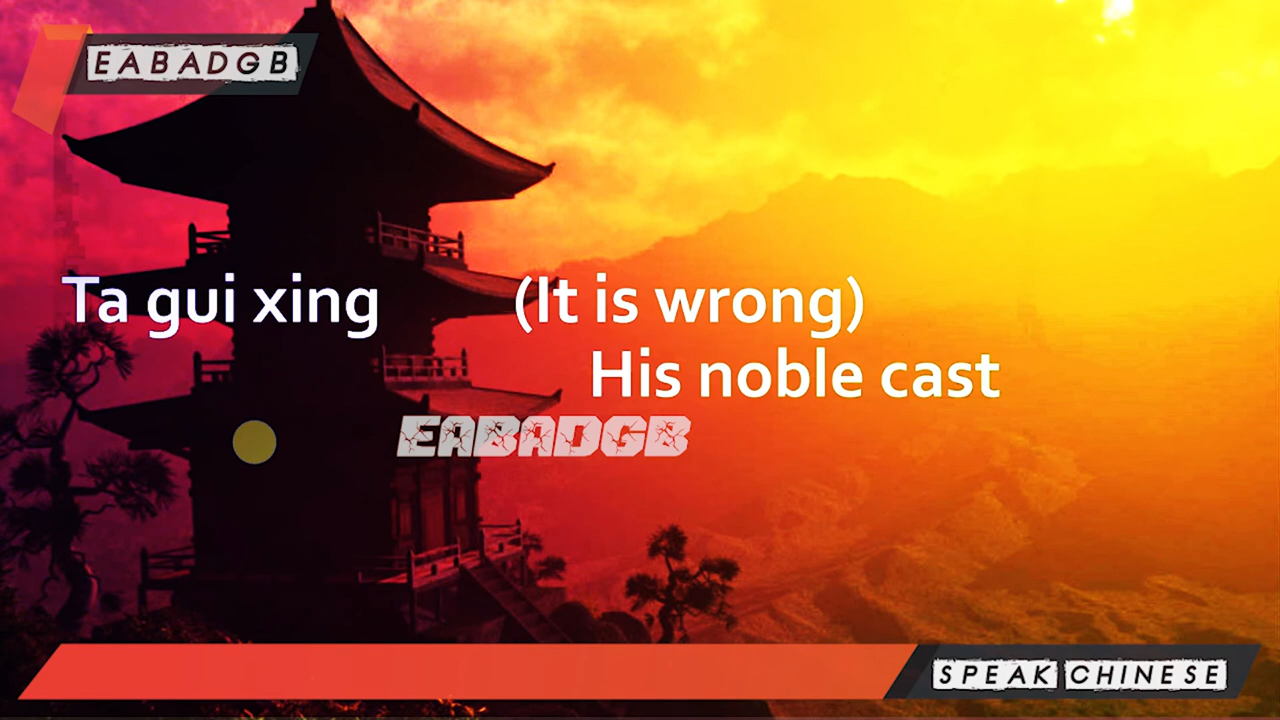 EABADGB
Ta gui xing (It is wrong)
His noble cast
EABADGB
SPEAK CHINESE